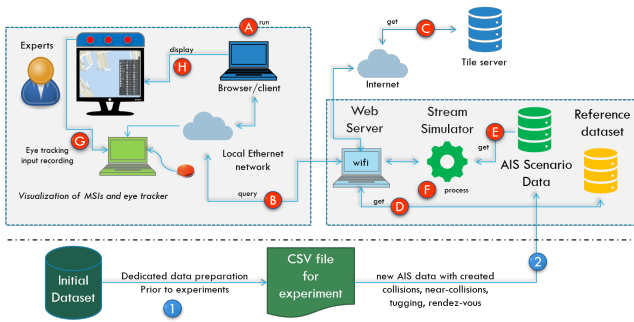 A
run
get
C
Experts
display
H
Tile server
Browser/client
Internet
Web
Server
Stream
Simulator
E
get
Reference
dataset
G
Eye tracking
input recording
Local Ethernet
network
wifi
AIS Scenario
Data
F
process
Visualization of MSIs and eye tracker
query
B
get
D
Initial
Dataset
Dedicated data preparation
Prior to experiments
1
CSV file
for
experiment
new AIS data with created
collisions, near-collisions,
tugging, rendez-vous
2